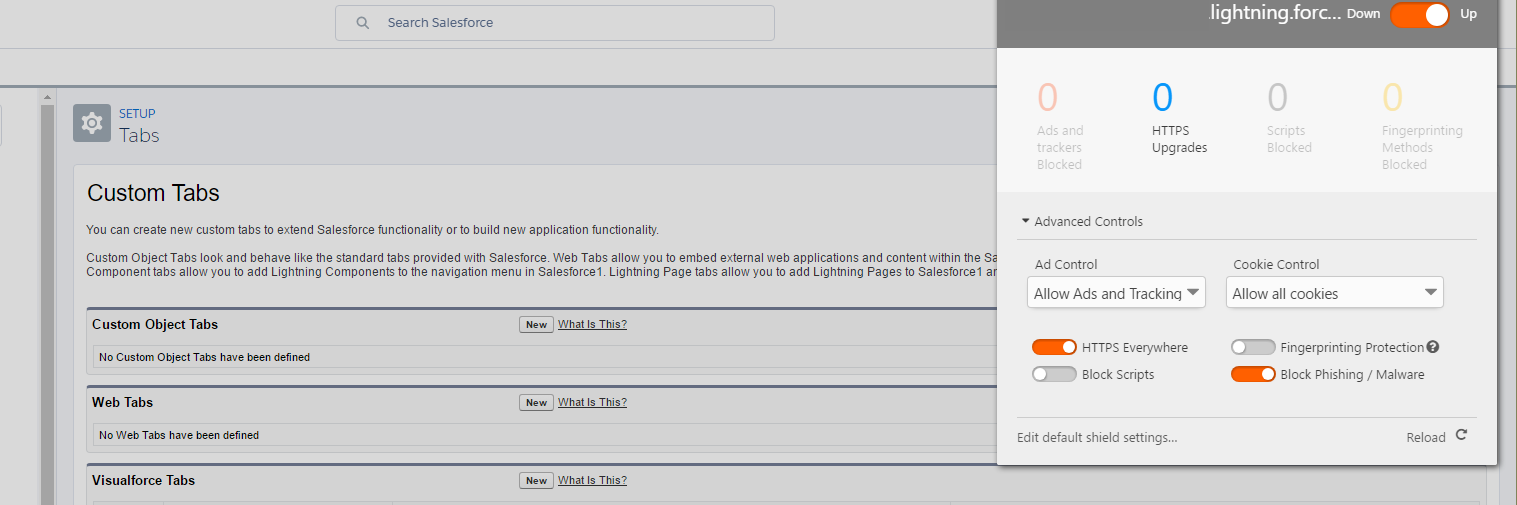 Search Salesforce
SETUP
Tabs
Custom Tabs
You can create new custom tabs to extend Salesforce functionality or to build new application functionality.
Custom Object Tabs look and behave like the standard tabs provided with Salesforce. Web Tabs allow you to embed external web applications and content within the
Component tabs allow you to add Lightning Components to the navigation menu in Salesforce1. Lightning Page tabs allow you to add Lightning Pages to Salesforce1
Custom Object Tabs New What Is This?
No Custom Object Tabs have been defined
Web Tabs New What Is This?
No Web Tabs have been defined
Visualforce Tabs New What Is This?
.lightning.forc... Down Up
0 0 0 0
Ads and HTTPS Scripts Fingerprinting
trackers Upgrades Blocked Methods
Blocked Blocked
Advanced Controls
Ad Control Cookie Control
Allow Ads and Tracking Allow all cookies
HTTPS Everywhere Fingerprinting Protection ?
Block Scripts Block Phishing / Malware
Edit default shield settings... Reload